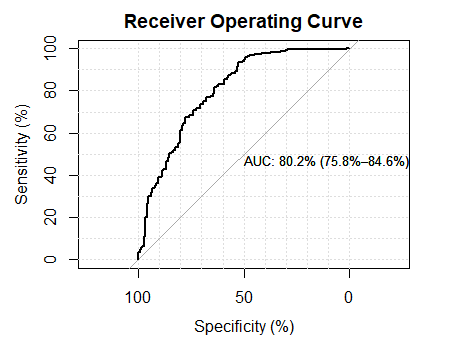 Receiver Operating Curve
Sensitivity (%)
100
80
60
40
20
0
AUC: 80.2% (75.8%–84.6%)
100 50 0
Specificity (%)